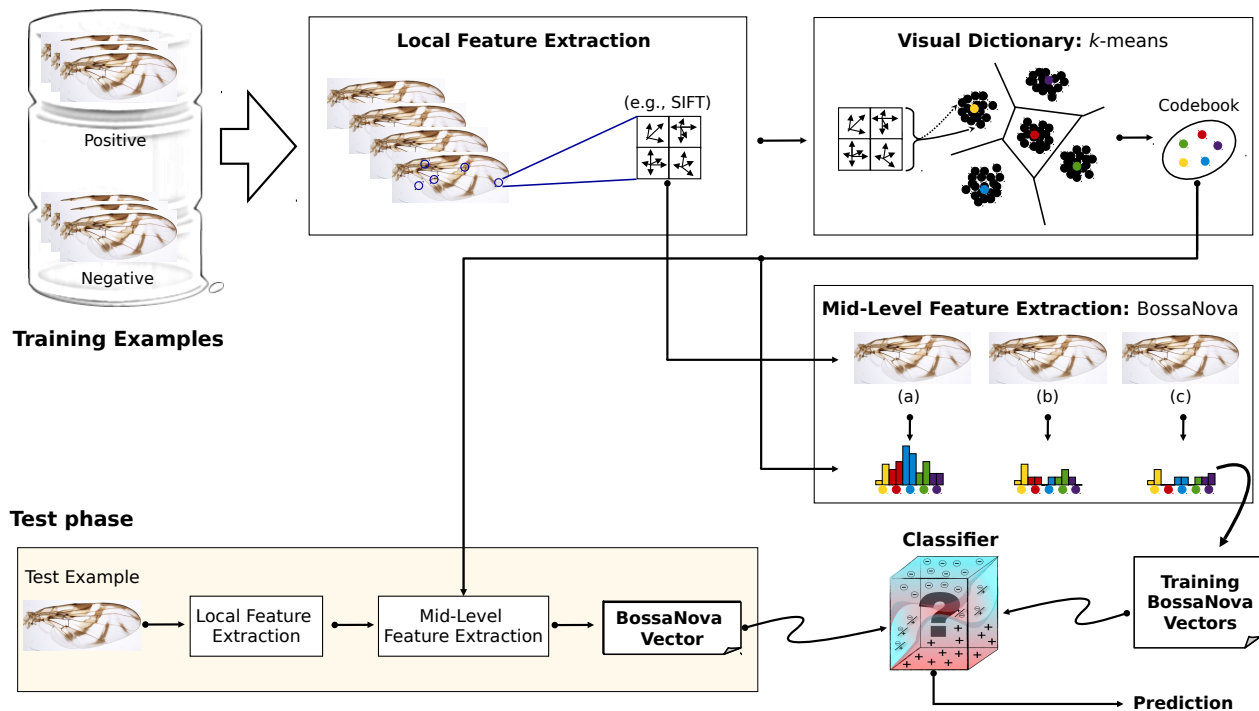 Positive
Negative
Training Examples
Local Feature Extraction
(e.g., SIFT)
Visual Dictionary: k-means
Codebook
Mid-Level Feature Extraction: BossaNova
(a)
(b)
(c)
Test phase
Test Example
Local Feature
Extraction
Mid-Level
Feature Extraction
BossaNova
Vector
Classifier
?
Training
BossaNova
Vectors
Prediction